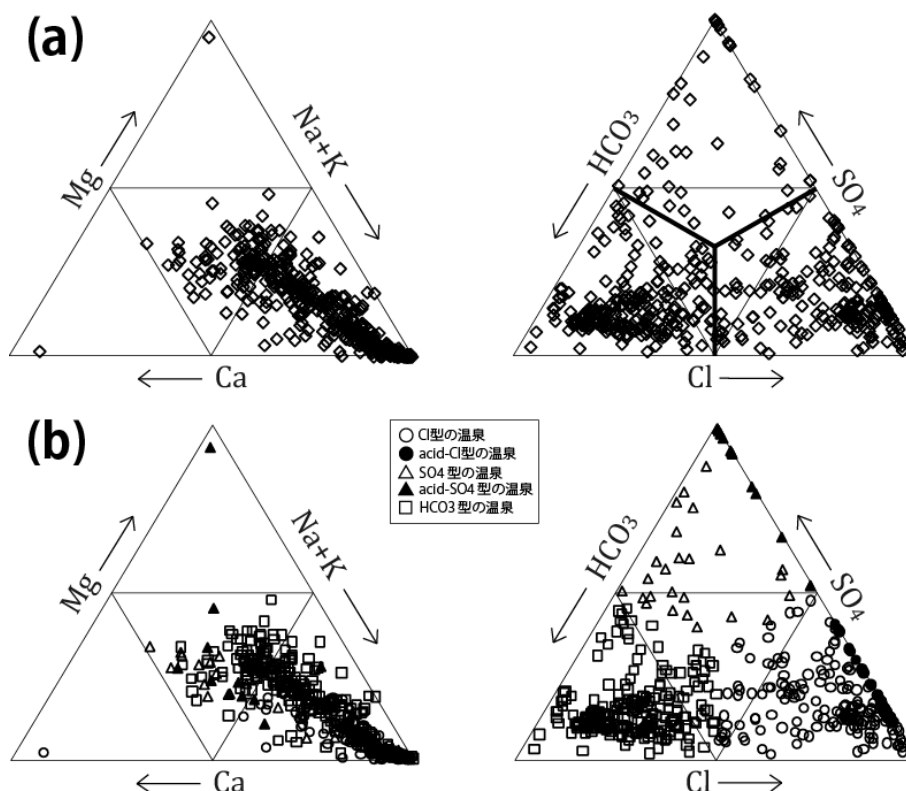 (a)
Mg
Na+K
Ca
HCO₃
SO₄
Cl
(b)
Cl型の温泉
acid-Cl型の温泉
SO4 型の温泉
acid-SO4 型の温泉
HCO3 型の温泉
Mg
Na+K
Ca
HCO₃
SO₄
Cl